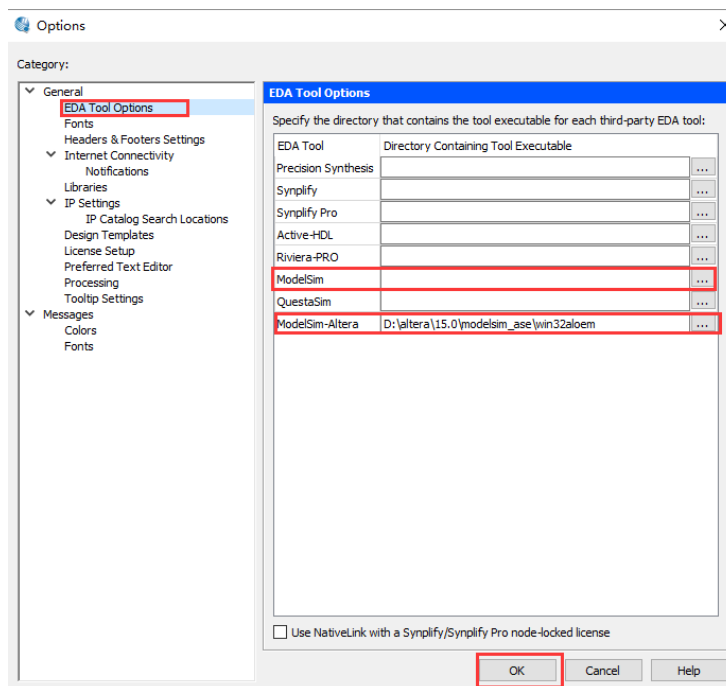 Options
Category:
General
EDA Tool Options
Fonts
Headers & Footers Settings
Internet Connectivity
Notifications
Libraries
IP Settings
IP Catalog Search Locations
Design Templates
License Setup
Preferred Text Editor
Processing
Tooltip Settings
Messages
Colors
Fonts
EDA Tool Options
Specify the directory that contains the tool executable for each third-party EDA tool:
EDA Tool Directory Containing Tool Executable
Precision Synthesis ...
Synplify ...
Synplify Pro ...
Active-HDL ...
Riviera-PRO ...
ModelSim ...
QuestaSim ...
ModelSim-Altera D:\altera\15.0\modelsim_ase\win32aloem ...
Use NativeLink with a Synplify/Synplify Pro node-locked license
OK Cancel Help